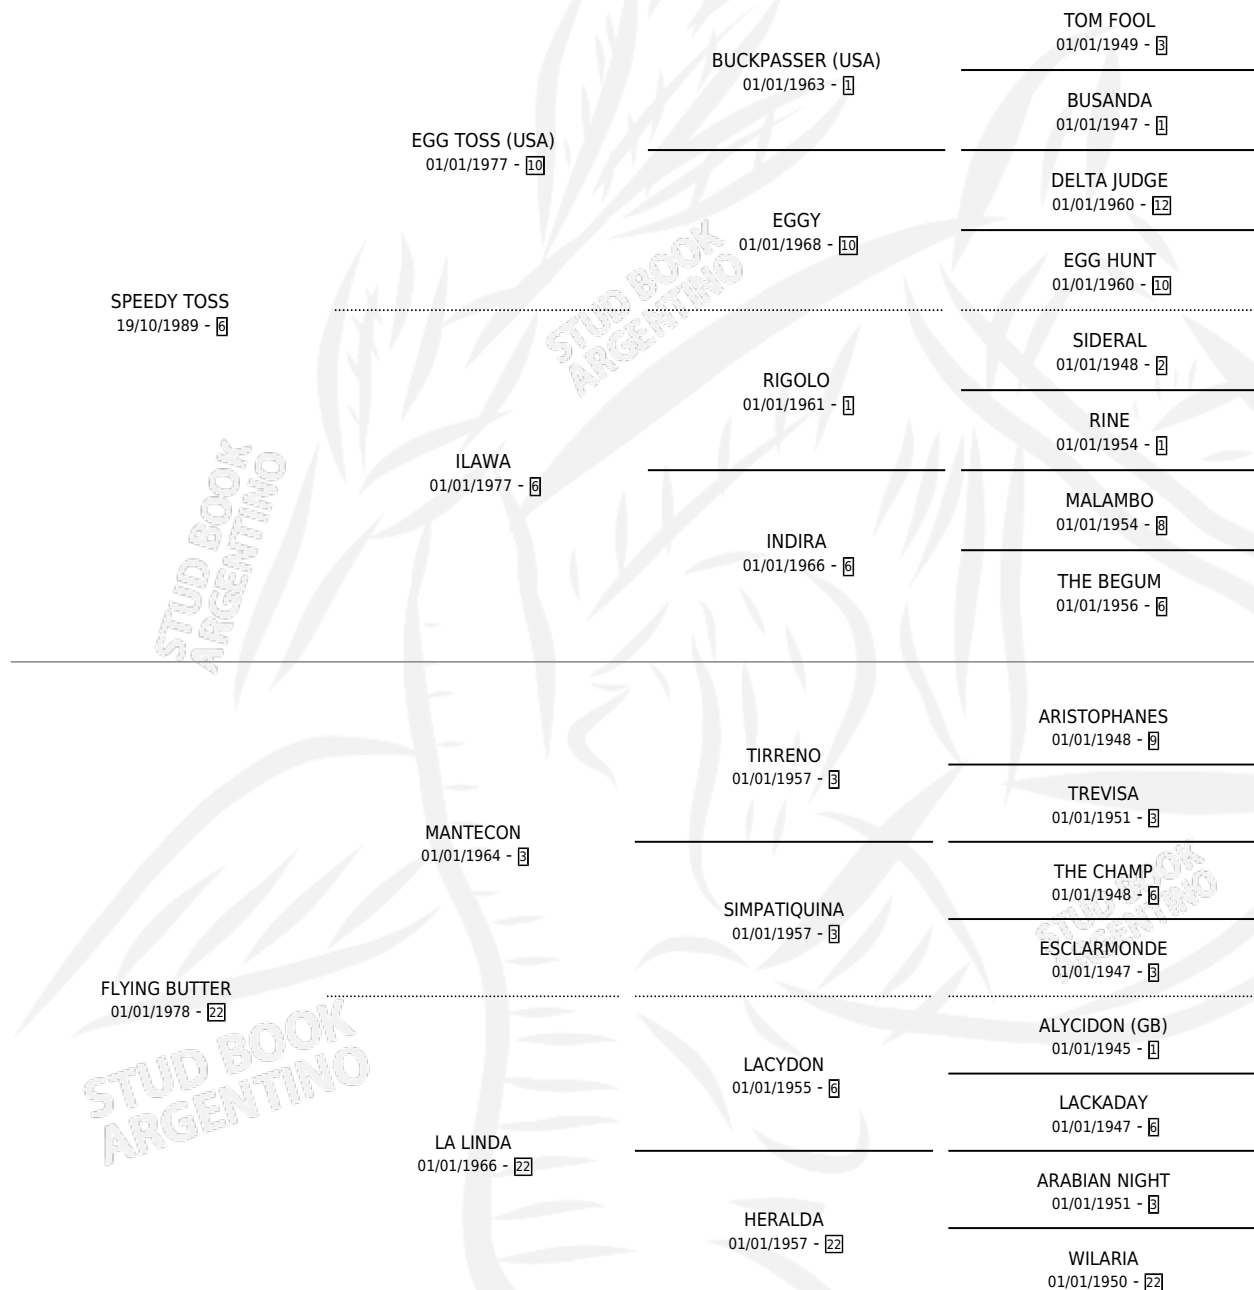 TOM FOOL
01/01/1949 - 3
BUCKPASSER (USA)
01/01/1963 - 1
BUSANDA
01/01/1947 - 1
EGG TOSS (USA)
01/01/1977 - 10
DELTA JUDGE
01/01/1960 - 12
EGGY
01/01/1968 - 10
EGG HUNT
01/01/1960 - 10
SPEEDY TOSS
19/10/1989 - 6
SIDERAL
01/01/1948 - 2
RIGOLO
01/01/1961 - 1
RINE
01/01/1954 - 1
ILAWA
01/01/1977 - 6
MALAMBO
01/01/1954 - 8
INDIRA
01/01/1966 - 6
THE BEGUM
01/01/1956 - 6
ARISTOPHANES
01/01/1948 - 9
TIRRENO
01/01/1957 - 3
TREVISA
01/01/1951 - 3
MANTECON
01/01/1964 - 3
THE CHAMP
01/01/1948 - 6
SIMPATIQUINA
01/01/1957 - 3
ESCLARMONDE
01/01/1947 - 3
FLYING BUTTER
01/01/1978 - 22
ALYCIDON (GB)
01/01/1945 - 1
LACYDON
01/01/1955 - 6
LACKADAY
01/01/1947 - 6
LA LINDA
01/01/1966 - 22
ARABIAN NIGHT
01/01/1951 - 3
HERALDA
01/01/1957 - 22
WILARIA
01/01/1950 - 22
STUD BOOK
ARGENTINO
STUD BOOK
ARGENTINO
STUD BOOK
ARGENTINO
STUD BOOK
ARGENTINO